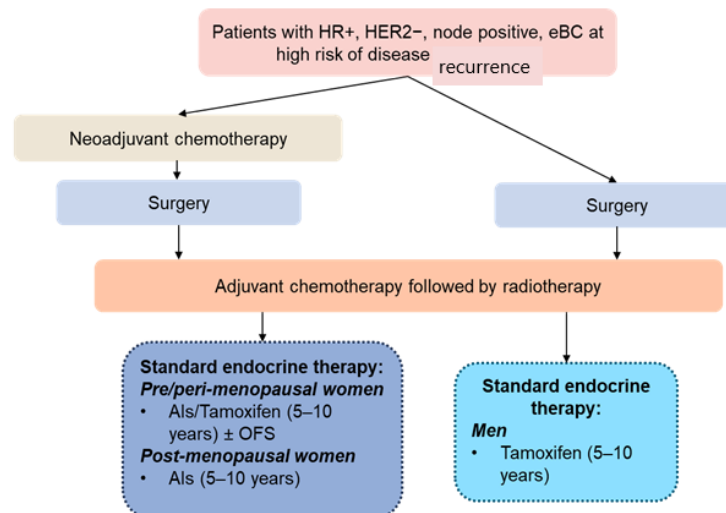 Patients with HR+, HER2−, node positive, eBC at
high risk of disease recurrence
Neoadjuvant chemotherapy
Surgery
Surgery
Adjuvant chemotherapy followed by radiotherapy
Standard endocrine therapy:
Pre/peri-menopausal women
• AIs/Tamoxifen (5–10
years) ± OFS
Post-menopausal women
• AIs (5–10 years)
Standard endocrine
therapy:
Men
• Tamoxifen (5–10
years)